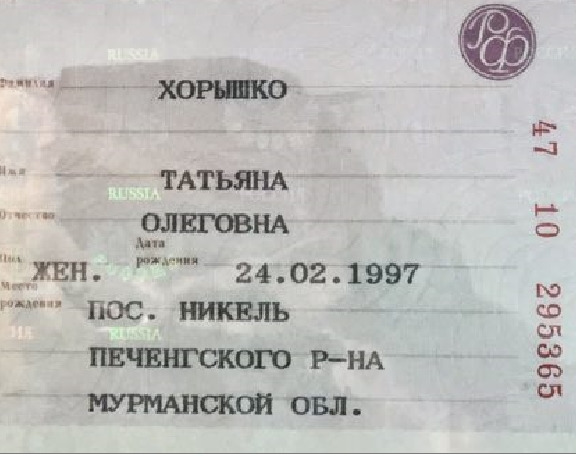 RUSSIA
РФ
Фамилия
ХОРЫШКО
Имя
ТАТЬЯНА
RUSSIA
Отчество
ОЛЕГОВНА
Пол ЖЕН. Дата рождения 24.02.1997
Место рождения
ПОС. НИКЕЛЬ
RUSSIA
ПЕЧЕНГСКОГО Р-НА
МУРМАНСКОЙ ОБЛ.
47 10 295365